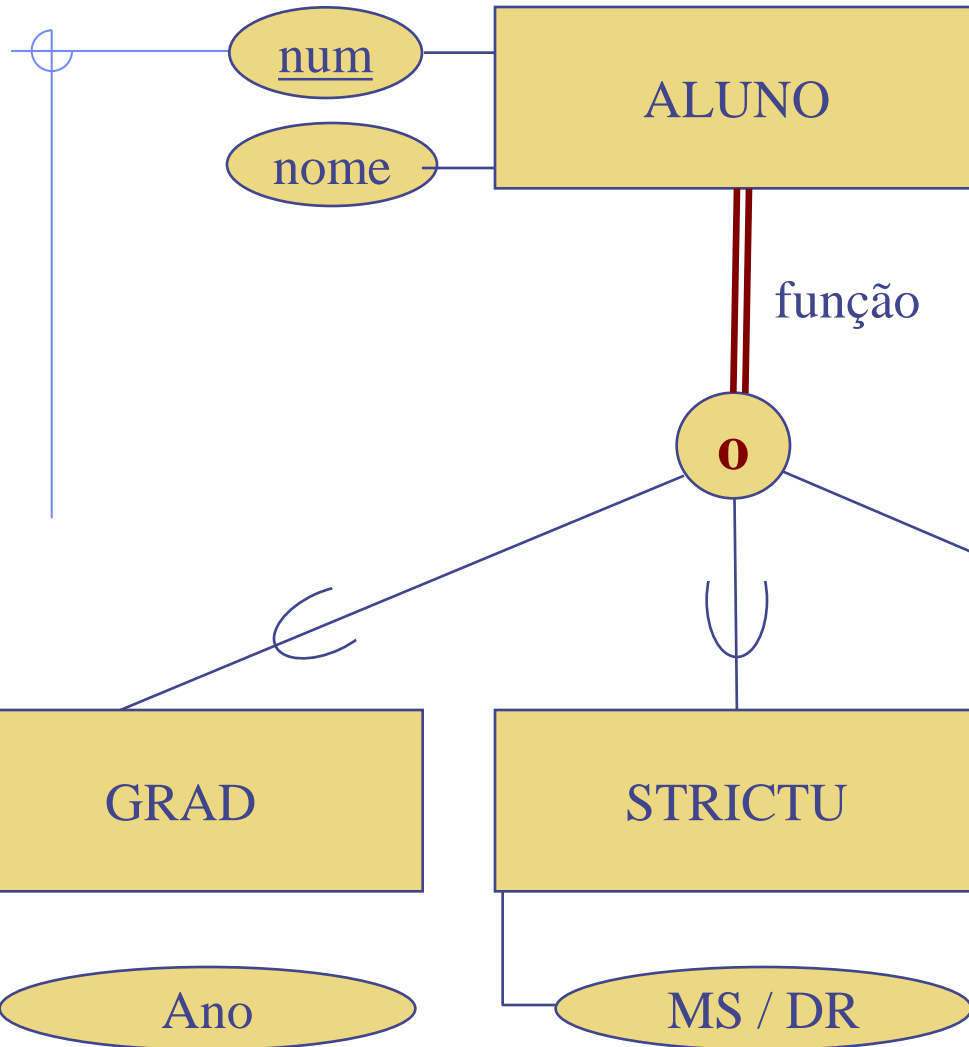 num
ALUNO
nome
função
o
GRAD
STRICTU
Ano
MS / DR